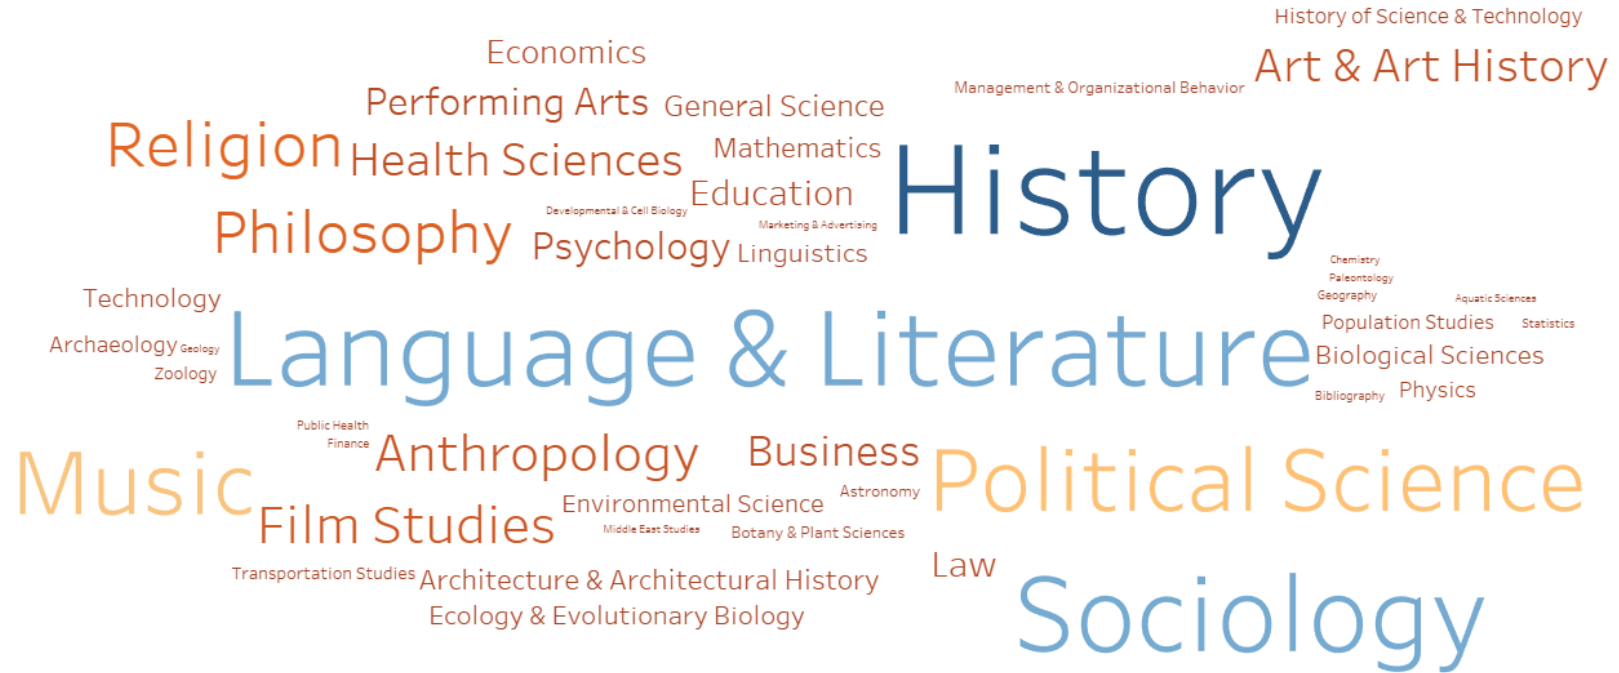 History of Science & Technology
Economics
Art & Art History
Management & Organizational Behavior
Performing Arts
General Science
Religion
Health Sciences
Mathematics
History
Education
Developmental & Cell Biology
Marketing & Advertising
Philosophy
Psychology
Linguistics
Chemistry
Paleontology
Technology
Geography
Aquatic Sciences
Language & Literature
Population Studies
Statistics
Archaeology
Geology
Biological Sciences
Zoology
Bibliography
Physics
Public Health
Finance
Anthropology
Business
Music
Political Science
Astronomy
Environmental Science
Film Studies
Middle East Studies
Botany & Plant Sciences
Law
Transportation Studies
Architecture & Architectural History
Ecology & Evolutionary Biology
Sociology